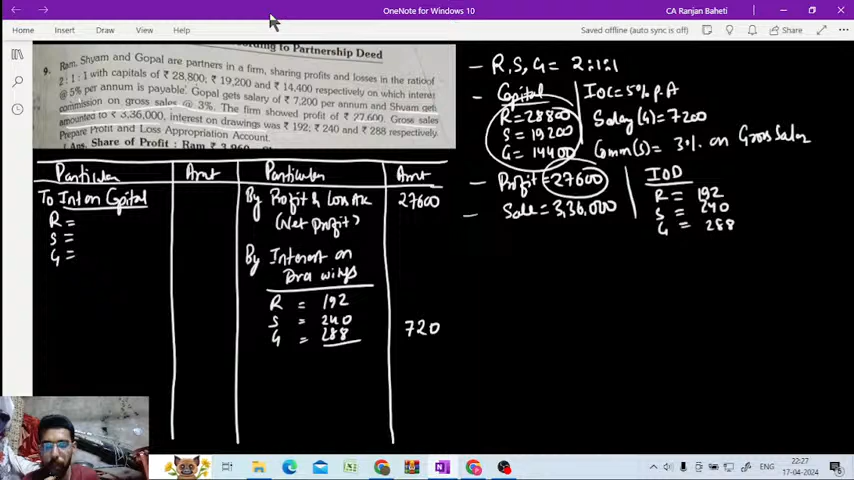 OneNote for Windows 10
CA Ranjan Baheti
Home Insert Draw View Help
Saved offline (auto sync is off)
Share
According to Partnership Deed
9. Ram, Shyam and Gopal are partners in a firm, sharing profits and losses in the ratio of
2 : 1 : 1 with capitals of ₹ 28,800; ₹ 19,200 and ₹ 14,400 respectively on which interest
@ 5% per annum is payable. Gopal gets salary of ₹ 7,200 per annum and Shyam gets
commission on gross sales @ 3%. The firm showed profit of ₹ 27,600. Gross sales
amounted to ₹ 3,36,000. Interest on drawings was ₹ 192; ₹ 240 and ₹ 288 respectively.
Prepare Profit and Loss Appropriation Account.
[Ans. Share of Profit: Ram ₹ 3,960
- R, S, G = 2:1:1
- Capital
R = 28800
S = 19200
G = 14400
IOC = 5% P.A
Salary (G) = 7200
Comm (S) = 3% on Gross Sales
- Profit = 27600
- Sale = 3,36,000
IOD
R = 192
S = 240
G = 288
Particular Amt Particular Amt
To Int on Capital
R =
S =
G =
By Profit & Loss A/c 27600
(Net Profit)
By Interest on
Drawings
R = 192
S = 240
G = 288 720
ENG
22:27
17-04-2024